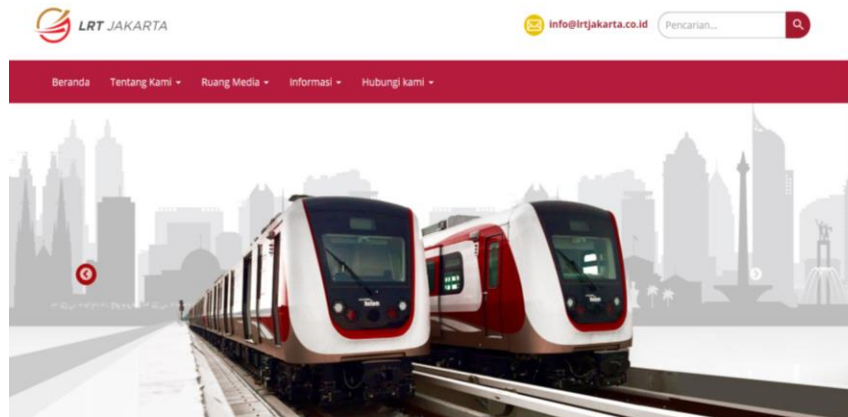 LRT JAKARTA
info@lrtjakarta.co.id
Pencarian...
Beranda Tentang Kami Ruang Media Informasi Hubungi kami